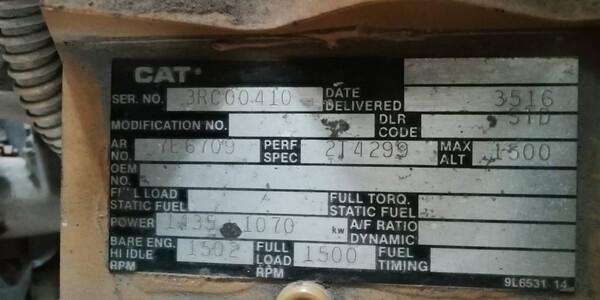 CAT
SER. NO. 3RC00410 DATE DELIVERED 3516
MODIFICATION NO. DLR CODE STD
AR NO. 7E6709 PERF SPEC 2T4299 MAX ALT 1500
OEM NO.
FULL LOAD STATIC FUEL FULL TORQ. STATIC FUEL
POWER 1435 1070 kw A/F RATIO DYNAMIC
BARE ENG. HI IDLE RPM 1502 FULL LOAD RPM 1500 FUEL TIMING
9L6531 14